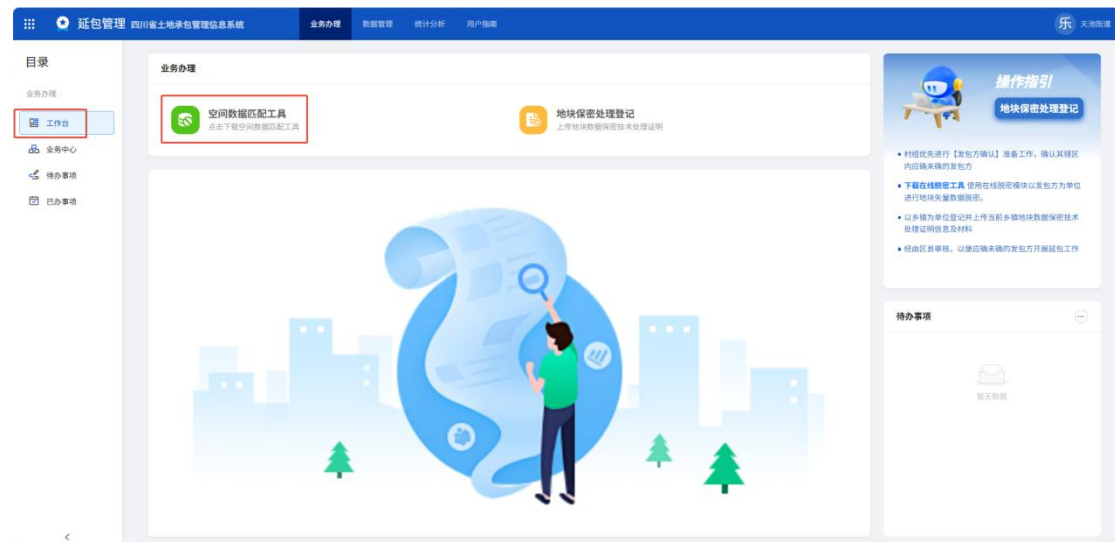 延包管理 四川省土地承包管理信息系统 业务办理 数据管理 统计分析 用户指南 乐 天池街道
目录
业务办理
工作台
业务中心
待办事项
已办事项
业务办理
空间数据匹配工具
点击下载空间数据匹配工具
地块保密处理登记
上传地块数据保密技术处理证明
操作指引
地块保密处理登记
村组优先进行【发包方确认】准备工作，确认其辖区
内应确未确的发包方
下载在线脱密工具 使用在线脱密模块以发包方为单位
进行地块矢量数据脱密。
以乡镇为单位登记并上传当前乡镇地块数据保密技术
处理证明信息及材料
经由区县审核，以便应确未确的发包方开展延包工作
待办事项
暂无数据